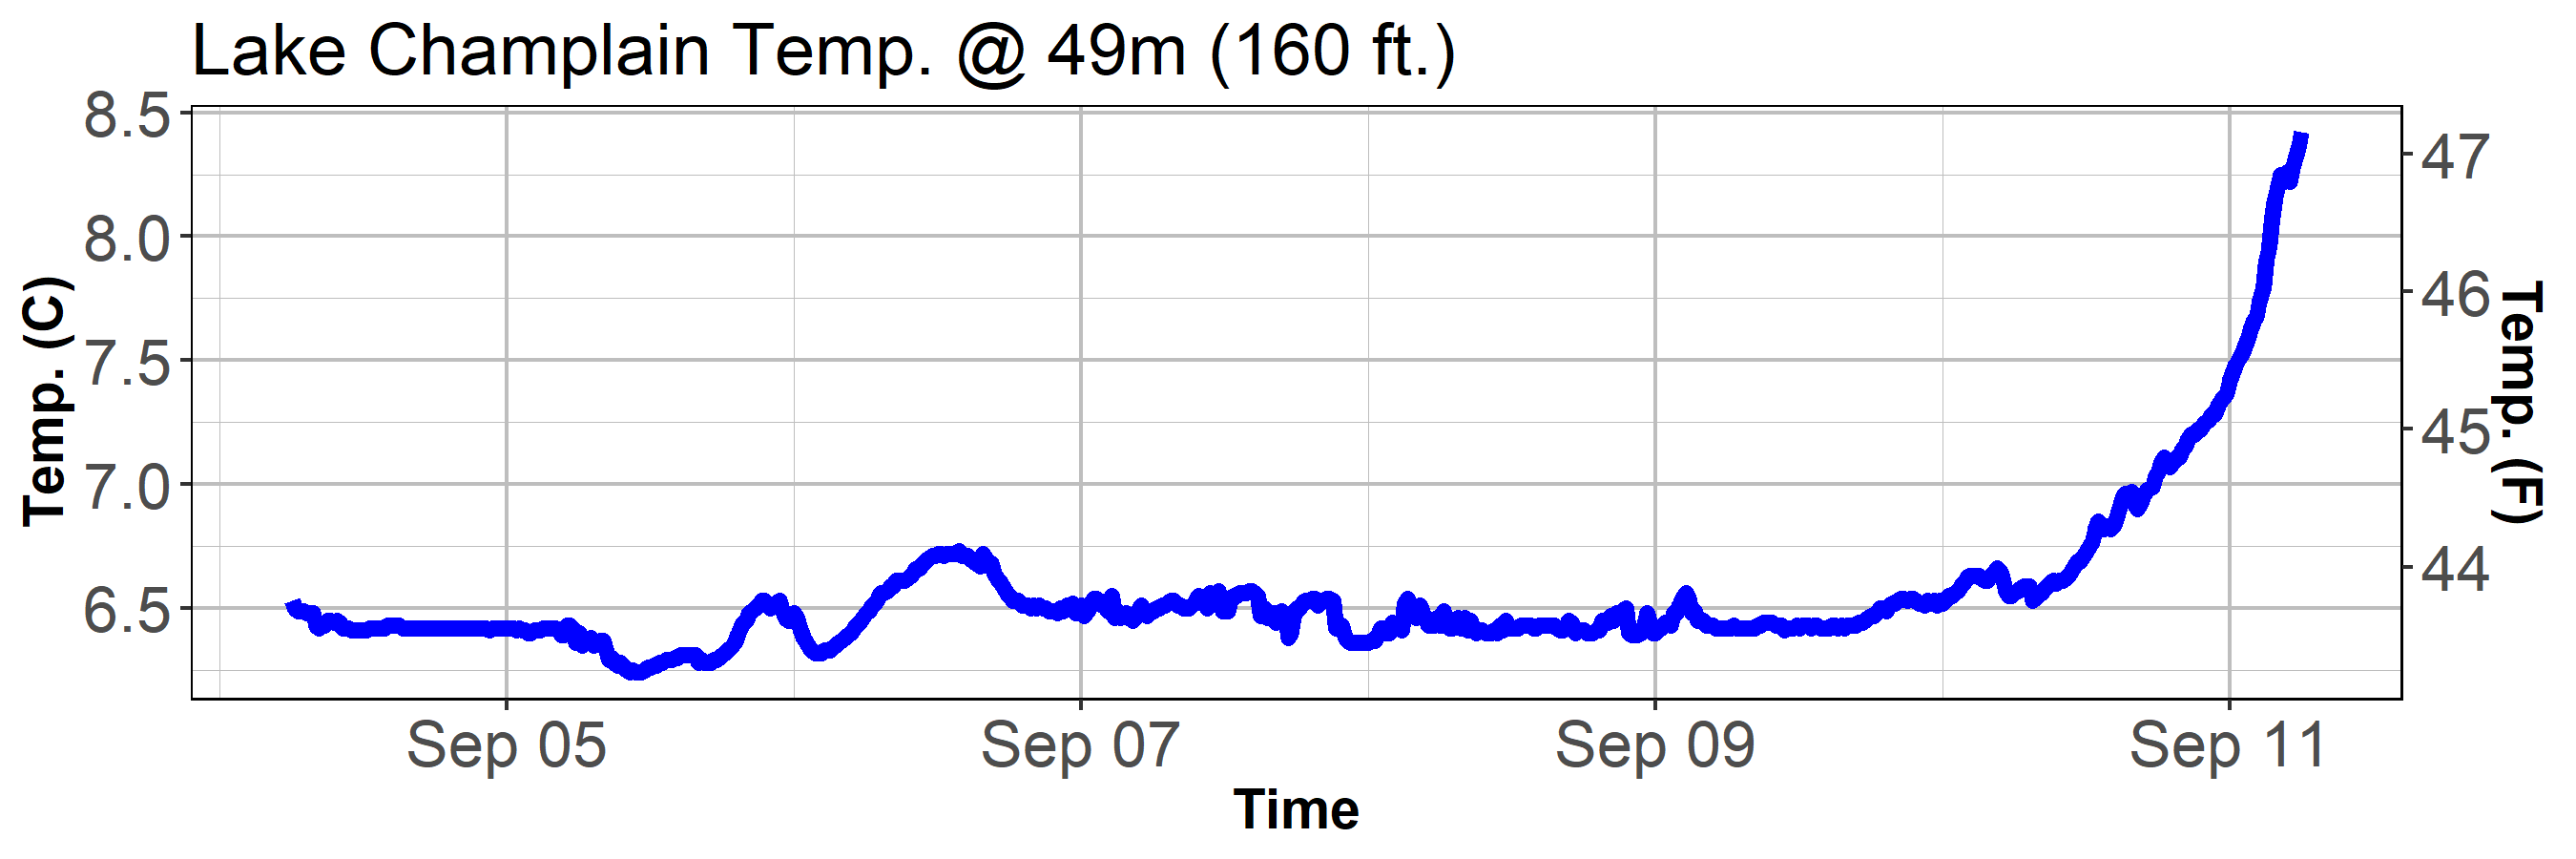 Lake Champlain Temp. @ 49m (160 ft.)
8.5
8.0
7.5
7.0
6.5
Temp. (C)
47
46
45
44
Temp. (F)
Sep 05 Sep 07 Sep 09 Sep 11
Time